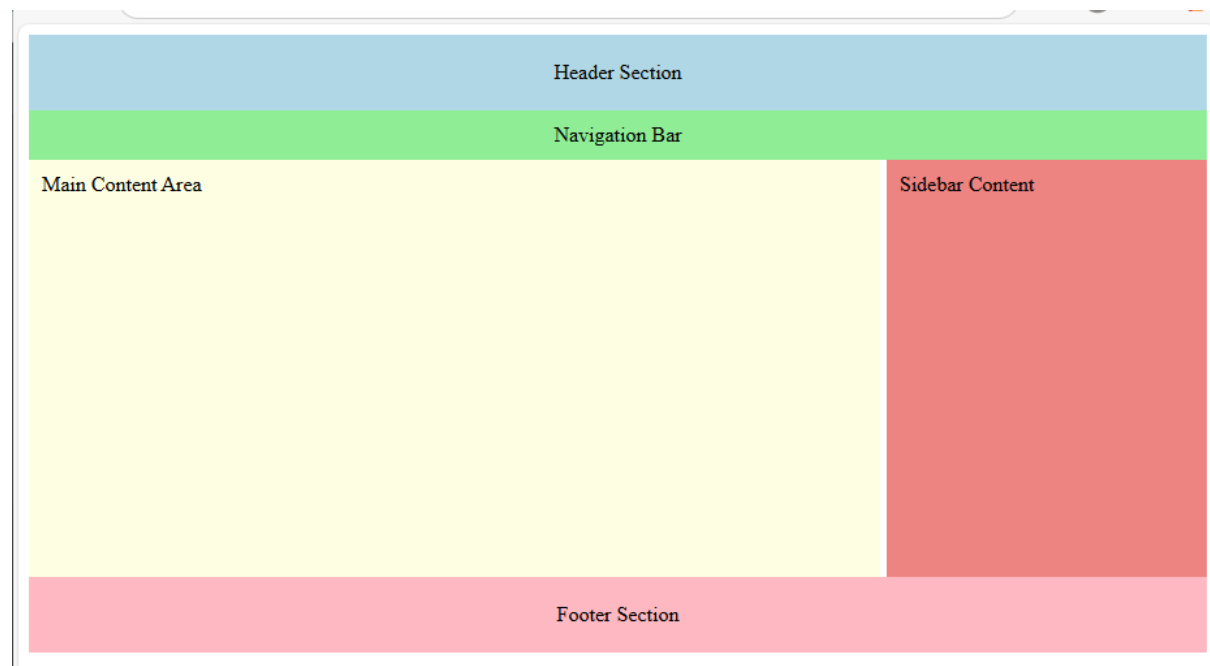 Header Section
Navigation Bar
Main Content Area
Sidebar Content
Footer Section